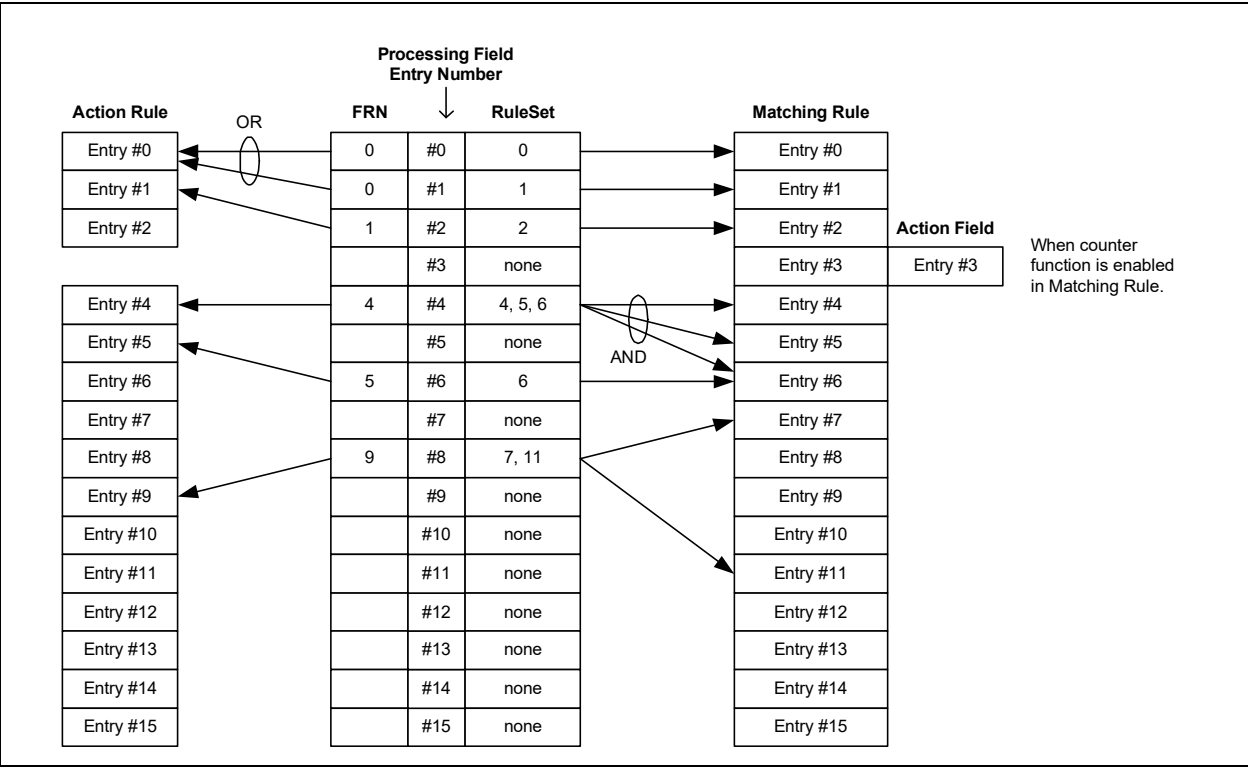 Processing Field
Entry Number
Action Rule OR FRN RuleSet Matching Rule
Entry #0 0 #0 0 Entry #0
Entry #1 0 #1 1 Entry #1
Entry #2 1 #2 2 Entry #2 Action Field
#3 none Entry #3 Entry #3
When counter
function is enabled
in Matching Rule.
Entry #4 4 #4 4, 5, 6 Entry #4
Entry #5 #5 none AND Entry #5
Entry #6 5 #6 6 Entry #6
Entry #7 #7 none Entry #7
Entry #8 9 #8 7, 11 Entry #8
Entry #9 #9 none Entry #9
Entry #10 #10 none Entry #10
Entry #11 #11 none Entry #11
Entry #12 #12 none Entry #12
Entry #13 #13 none Entry #13
Entry #14 #14 none Entry #14
Entry #15 #15 none Entry #15